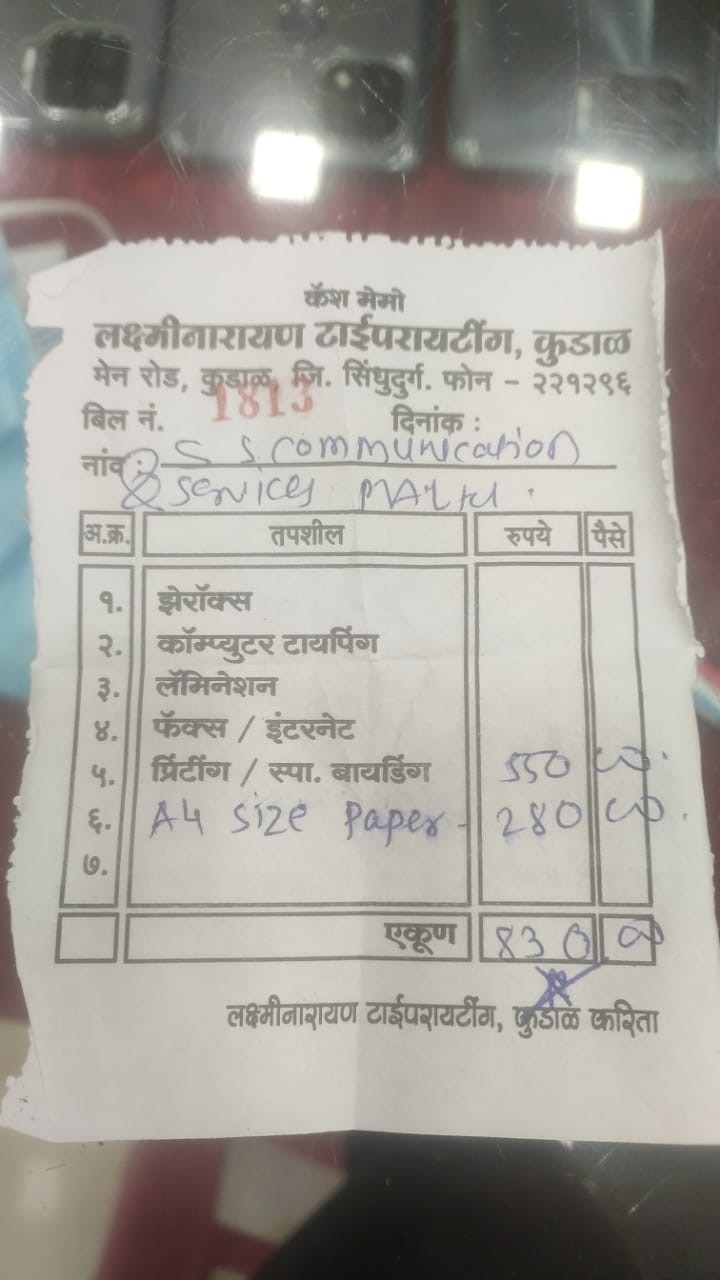 कॅश मेमो
लक्ष्मीनारायण टाईपरायटींग, कुडाळ
मेन रोड, कुडाळ, जि. सिंधुदुर्ग. फोन - २२१२९६
बिल नं. 1813 दिनांक :
नांव : S S Communication
& Services
अ.क्र. तपशील रुपये पैसे
१. झेरॉक्स
२. कॉम्प्युटर टायपिंग
३. लॅमिनेशन
४. फॅक्स / इंटरनेट
५. प्रिंटींग / स्पा. बायडिंग 550 00
६. A4 Size Paper - 280 00
७.
एकूण 830 00
लक्ष्मीनारायण टाईपरायटींग, कुडाळ करिता